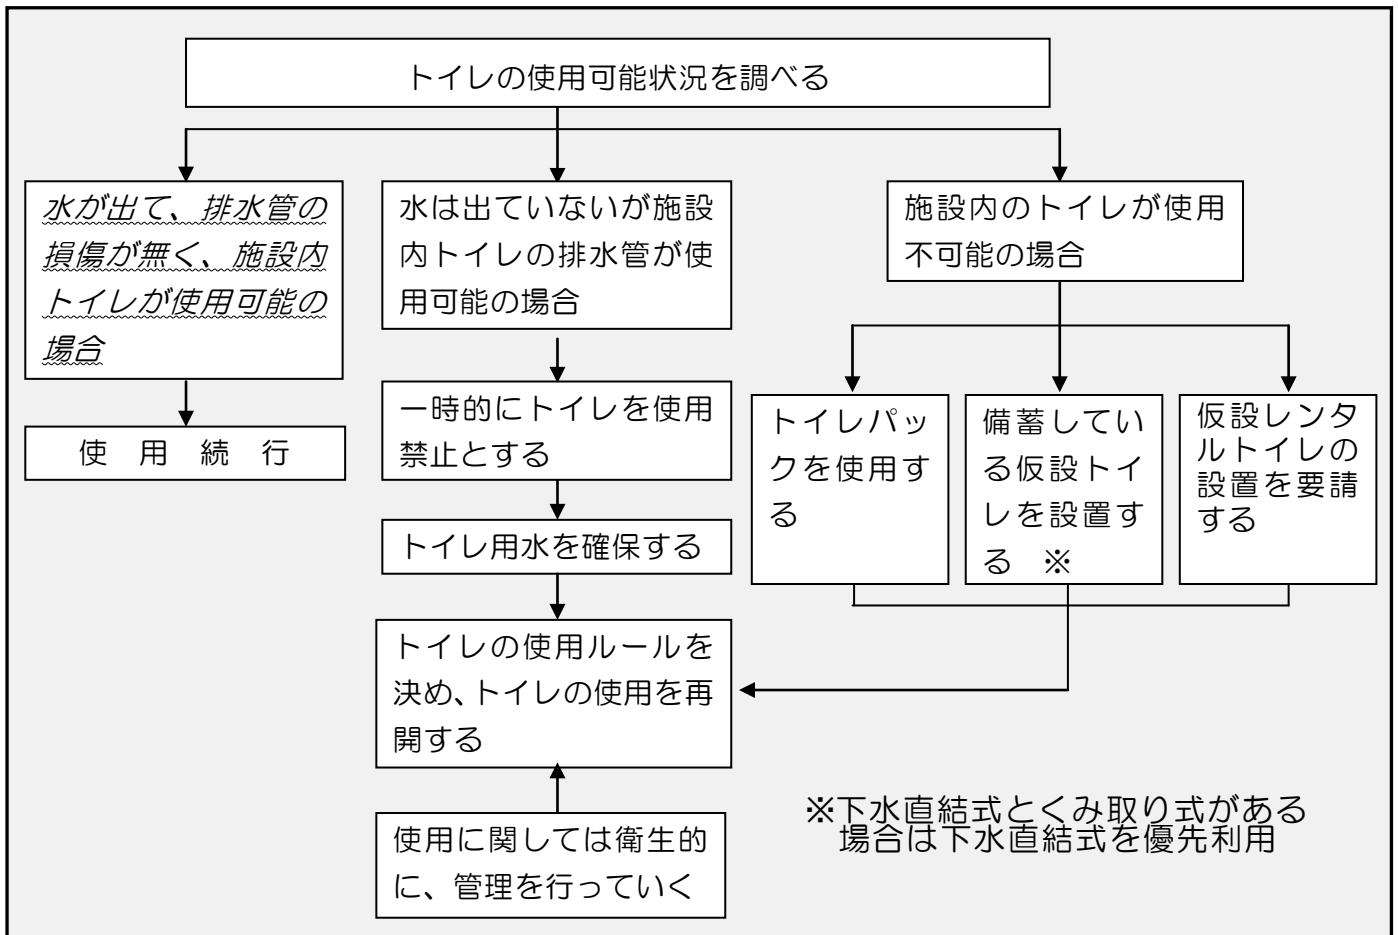 トイレの使用可能状況を調べる
水が出て、排水管の
損傷が無く、施設内
トイレが使用可能の
場合
使　用　続　行
水は出ていないが施設
内トイレの排水管が使
用可能の場合
一時的にトイレを使用
禁止とする
トイレ用水を確保する
施設内のトイレが使用
不可能の場合
トイレパッ
クを使用す
る
備蓄してい
る仮設トイ
レを設置す
る　※
仮設レンタ
ルトイレの
設置を要請
する
トイレの使用ルールを
決め、トイレの使用を再
開する
使用に関しては衛生的
に、管理を行っていく
※下水直結式とくみ取り式がある
場合は下水直結式を優先利用